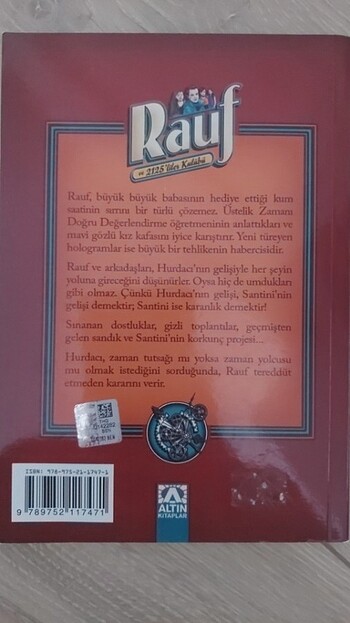 Rauf
ve 2125'liler Kulübü
Rauf, büyük büyük babasının hediye ettiği kum
saatinin sırrını bir türlü çözemez. Üstelik Zamanı
Doğru Değerlendirme öğretmeninin anlattıkları ve
mavi gözlü kız kafasını iyice karıştırır. Yeni türeyen
hologramlar ise büyük bir tehlikenin habercisidir.
Rauf ve arkadaşları, Hurdacı'nın gelişiyle her şeyin
yoluna gireceğini düşünürler. Oysa hiç de umdukları
gibi olmaz. Çünkü Hurdacı'nın gelişi, Santini'nin
gelişi demektir; Santini ise karanlık demektir!
Sınanan dostluklar, gizli toplantılar, geçmişten
gelen sandık ve Santini'nin korkunç projesi...
Hurdacı, zaman tutsağı mı yoksa zaman yolcusu
mu olmak istediğini sorduğunda, Rauf tereddüt
etmeden kararını verir.
ISBN: 978-975-21-1747-1
9 789752 117471
ALTIN
KİTAPLAR